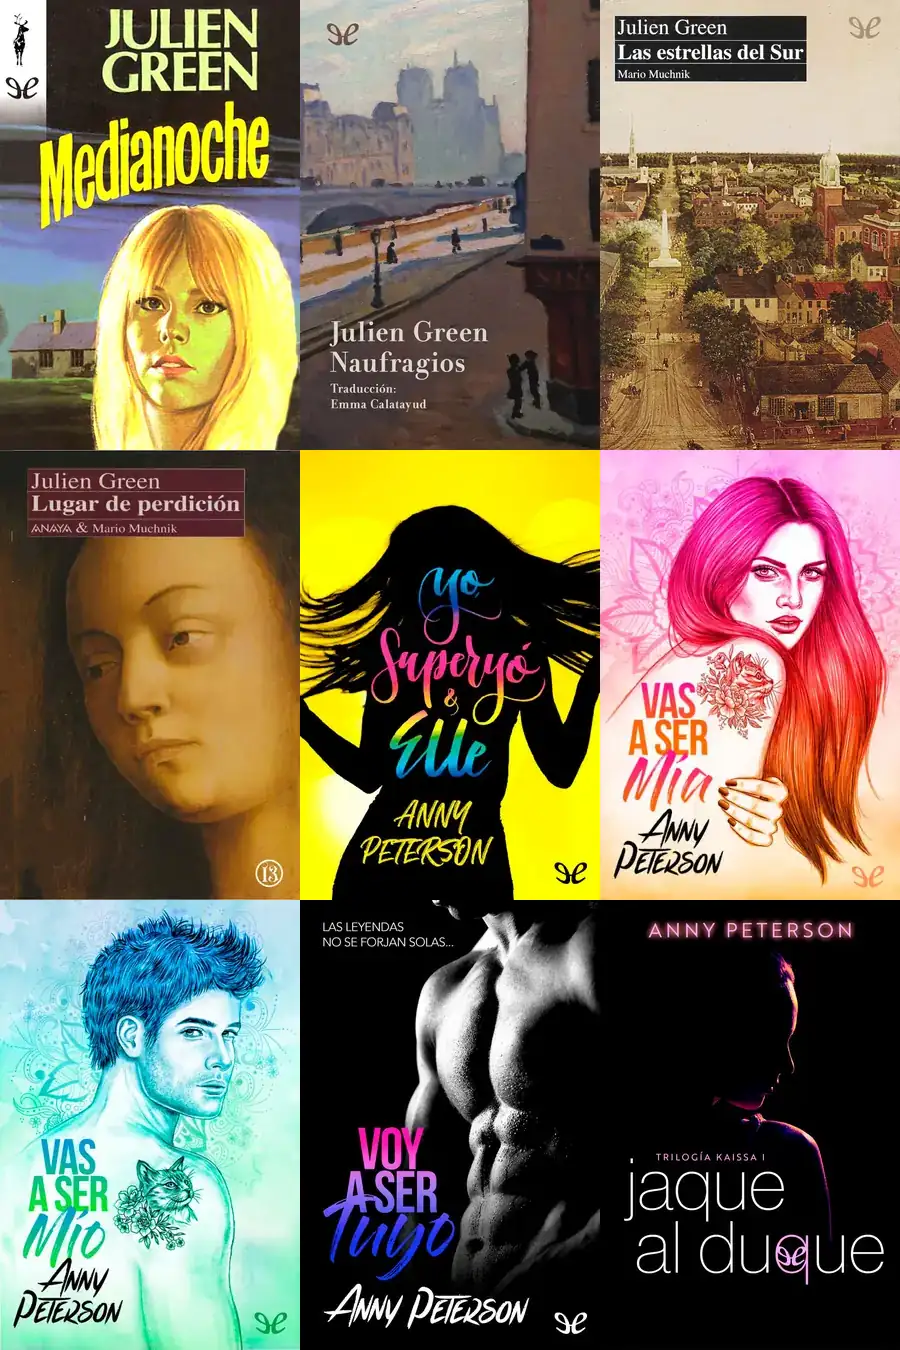 JULIEN
GREEN
Medianoche
Julien Green
Naufragios
Traducción:
Emma Calatayud
Julien Green
Las estrellas del Sur
Mario Muchnik
Julien Green
Lugar de perdición
ANAYA & Mario Muchnik
13
yo,
Superyó
&
Elle
ANNY
PETERSON
VAS
A SER
Mía
ANNY
PETERSON
VAS
A SER
Mío
ANNY
PETERSON
LAS LEYENDAS
NO SE FORJAN SOLAS...
VOY
A SER
Tuyo
ANNY PETERSON
ANNY PETERSON
TRILOGÍA KAISSA I
jaque
al duque